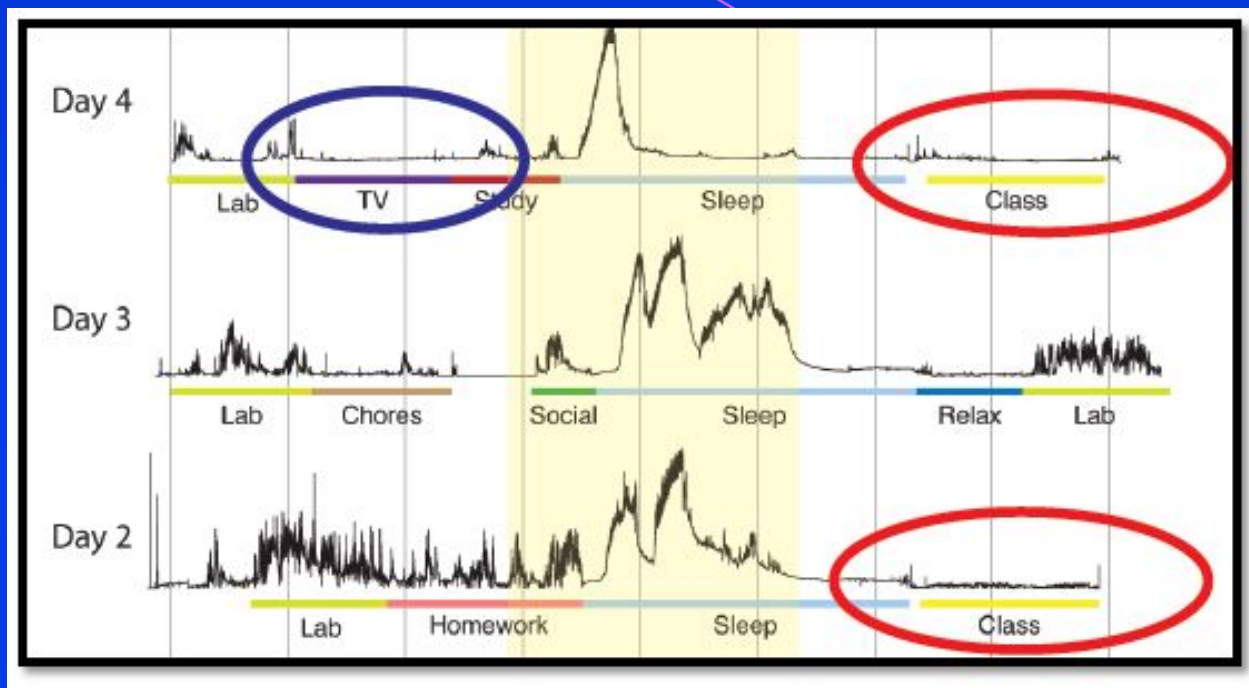 Day 4
Lab TV Study Sleep Class
Day 3
Lab Chores Social Sleep Relax Lab
Day 2
Lab Homework Sleep Class